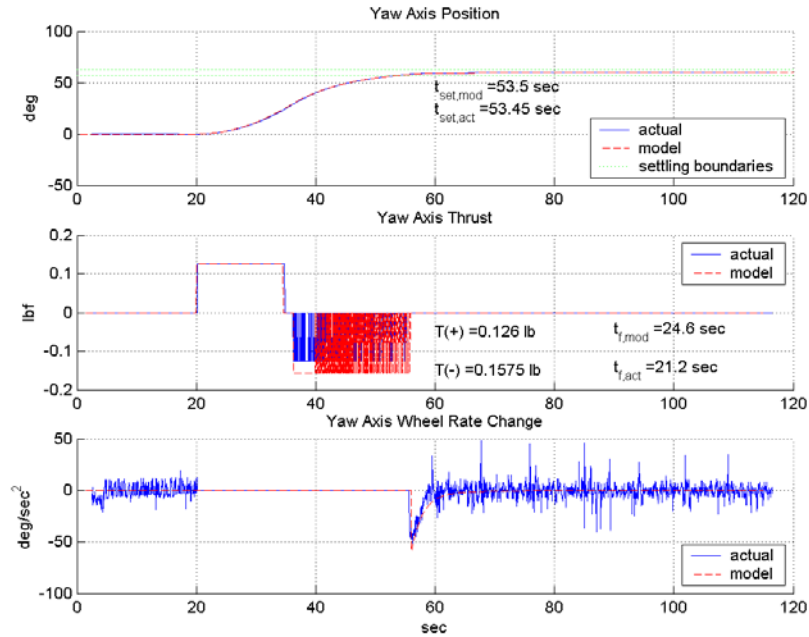 Yaw Axis Position
100
50
0
-50
deg
t_set,mod =53.5 sec
t_set,act =53.45 sec
actual
model
settling boundaries
0 20 40 60 80 100 120
Yaw Axis Thrust
0.2
0.1
0
-0.1
-0.2
lbf
actual
model
T(+) =0.126 lb
t_f,mod =24.6 sec
T(-) =0.1575 lb
t_f,act =21.2 sec
0 20 40 60 80 100 120
Yaw Axis Wheel Rate Change
50
0
-50
-100
deg/sec²
actual
model
0 20 40 60 80 100 120
sec